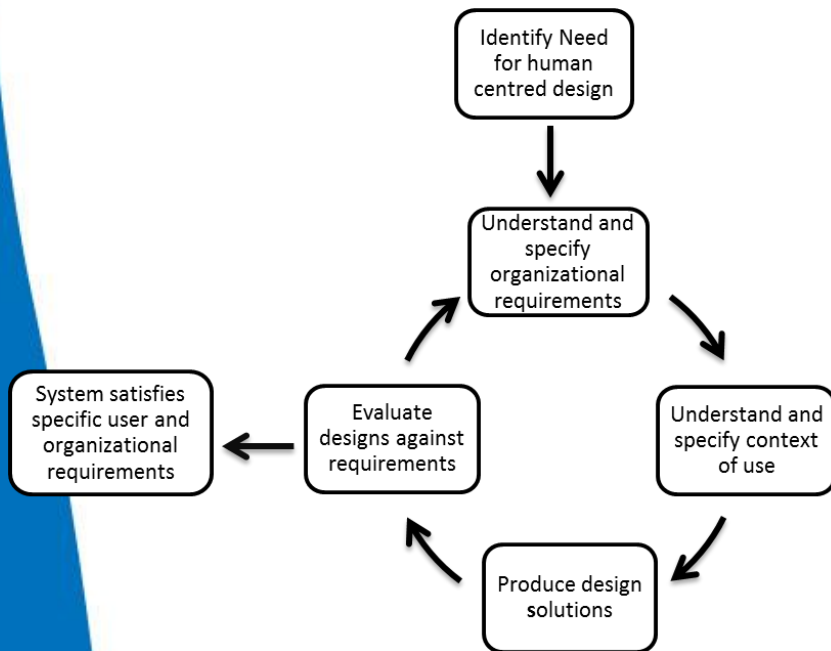 Identify Need
for human
centred design
Understand and
specify
organizational
requirements
System satisfies
specific user and
organizational
requirements
Evaluate
designs against
requirements
Understand and
specify context
of use
Produce design
solutions